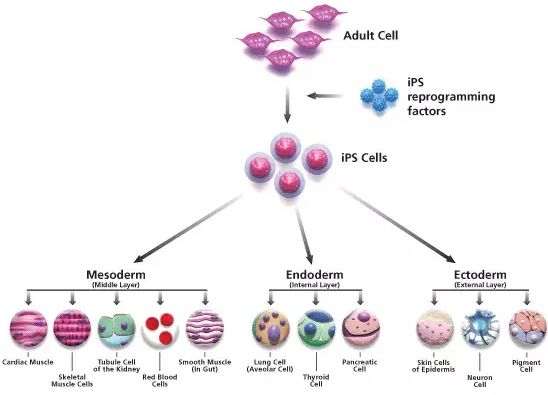 Adult Cell
iPS
reprogramming
factors
iPS Cells
Mesoderm
(Middle Layer)
Endoderm
(Internal Layer)
Ectoderm
(External Layer)
Cardiac Muscle
Skeletal
Muscle Cells
Tubule Cell
of the Kidney
Red Blood
Cells
Smooth Muscle
(In Gut)
Lung Cell
(Aveolar Cell)
Thyroid
Cell
Pancreatic
Cell
Skin Cells
of Epidermis
Neuron
Cell
Pigment
Cell